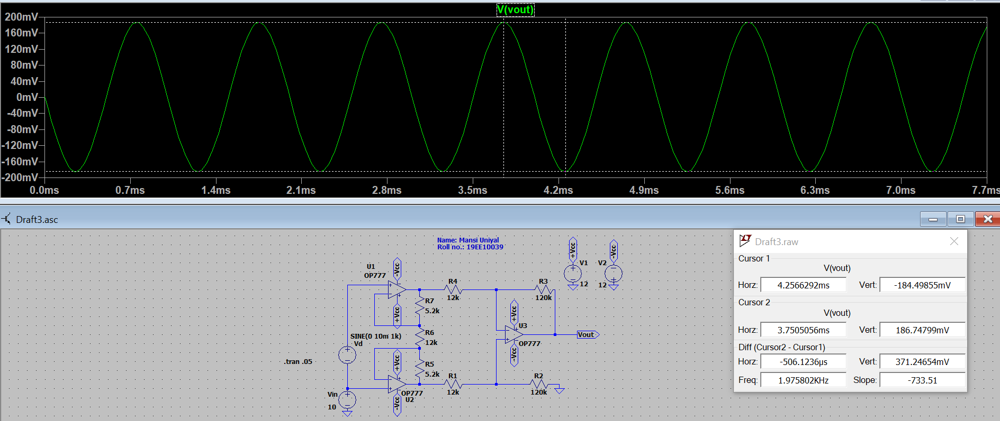 V(vout)
200mV
160mV
120mV
80mV
40mV
0mV
-40mV
-80mV
-120mV
-160mV
-200mV
0.0ms 0.7ms 1.4ms 2.1ms 2.8ms 3.5ms 4.2ms 4.9ms 5.6ms 6.3ms 7.0ms 7.7ms
Draft3.asc
Name: Mansi Uniyal
Roll no.: 19EE10039
U1
OP777
-Vcc
+Vcc
R4
12k
R3
120k
R7
5.2k
R6
12k
R5
5.2k
SINE(0 10m 1k)
Vd
.tran .05
Vin
10
+Vcc
-Vcc
OP777
U2
R1
12k
R2
120k
+Vcc
U3
OP777
-Vcc
Vout
+Vcc
V1
12
-Vcc
V2
12
Draft3.raw
Cursor 1
V(vout)
Horz: 4.2566292ms Vert: -184.49855mV
Cursor 2
V(vout)
Horz: 3.7505056ms Vert: 186.74799mV
Diff (Cursor2 - Cursor1)
Horz: -506.1236µs Vert: 371.24654mV
Freq: 1.975802KHz Slope: -733.51